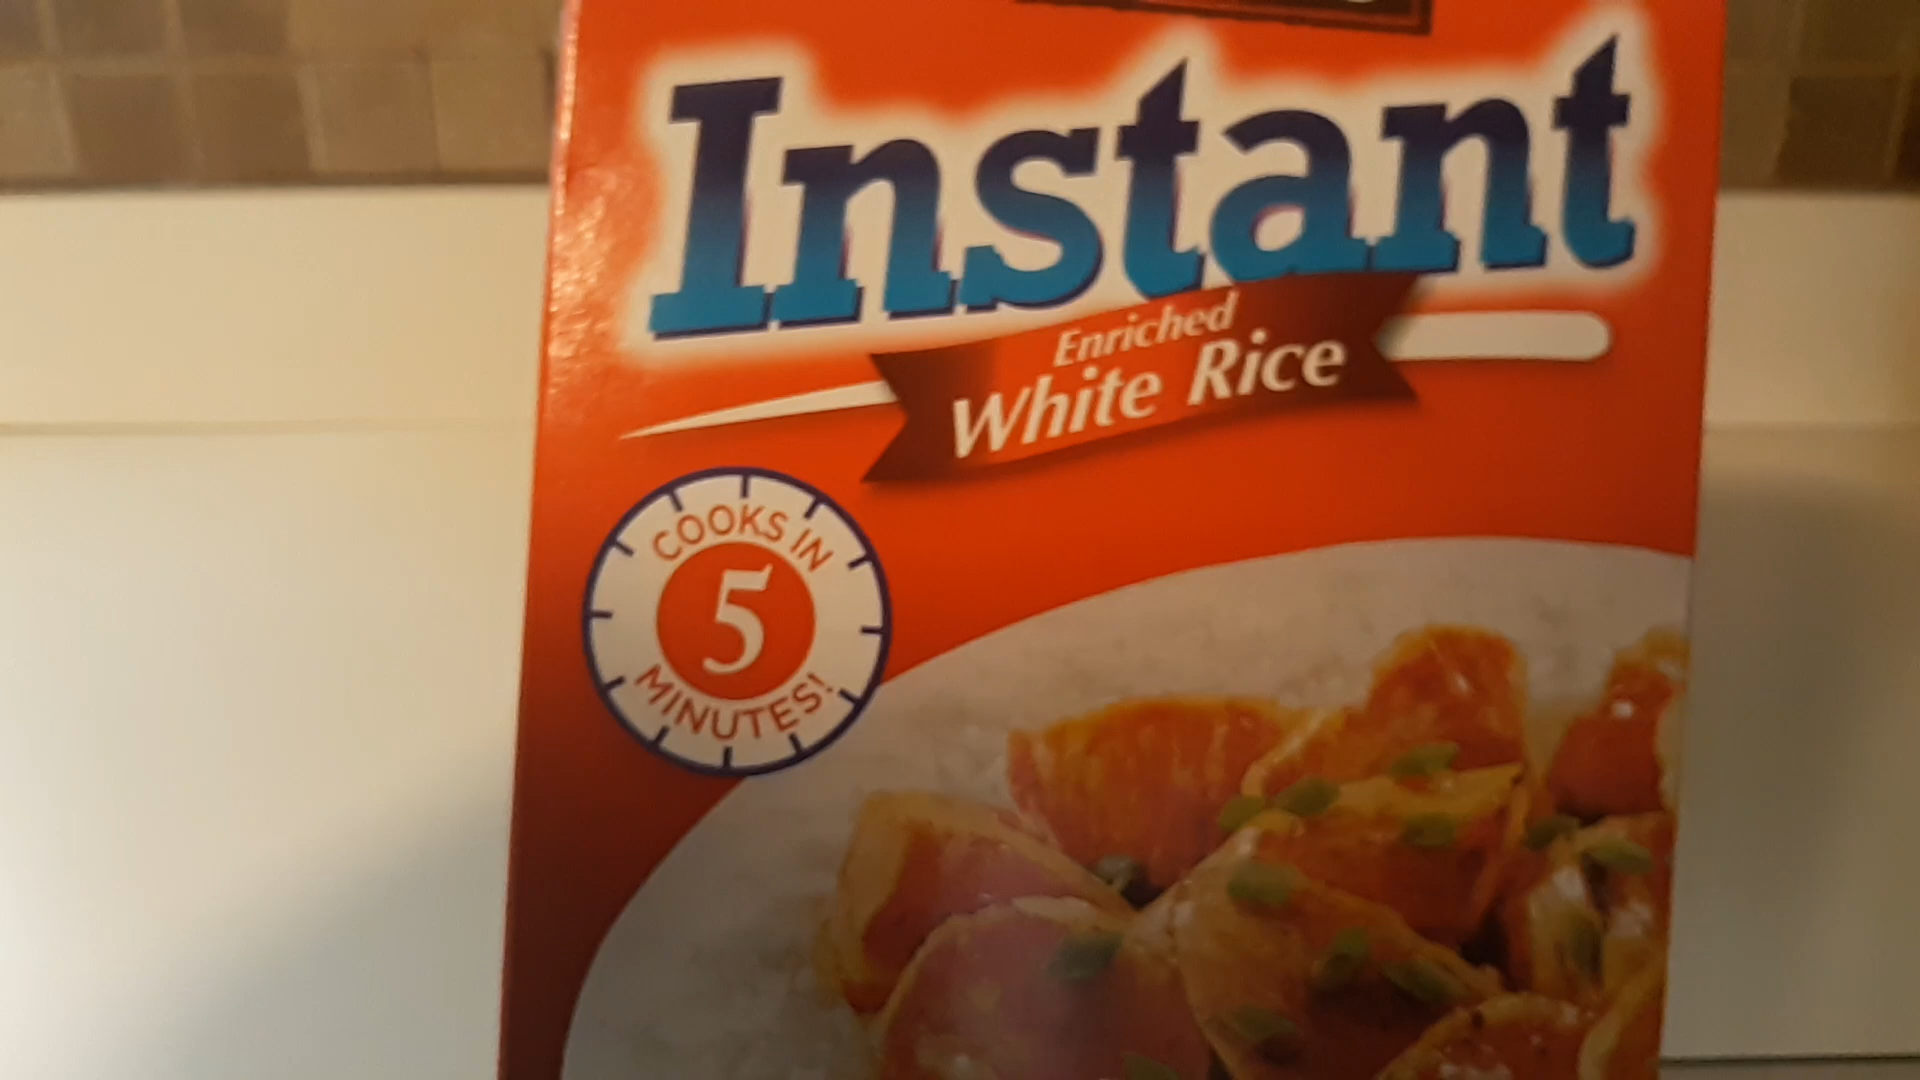 Instant
Enriched
White Rice
COOKS IN
5
MINUTES!